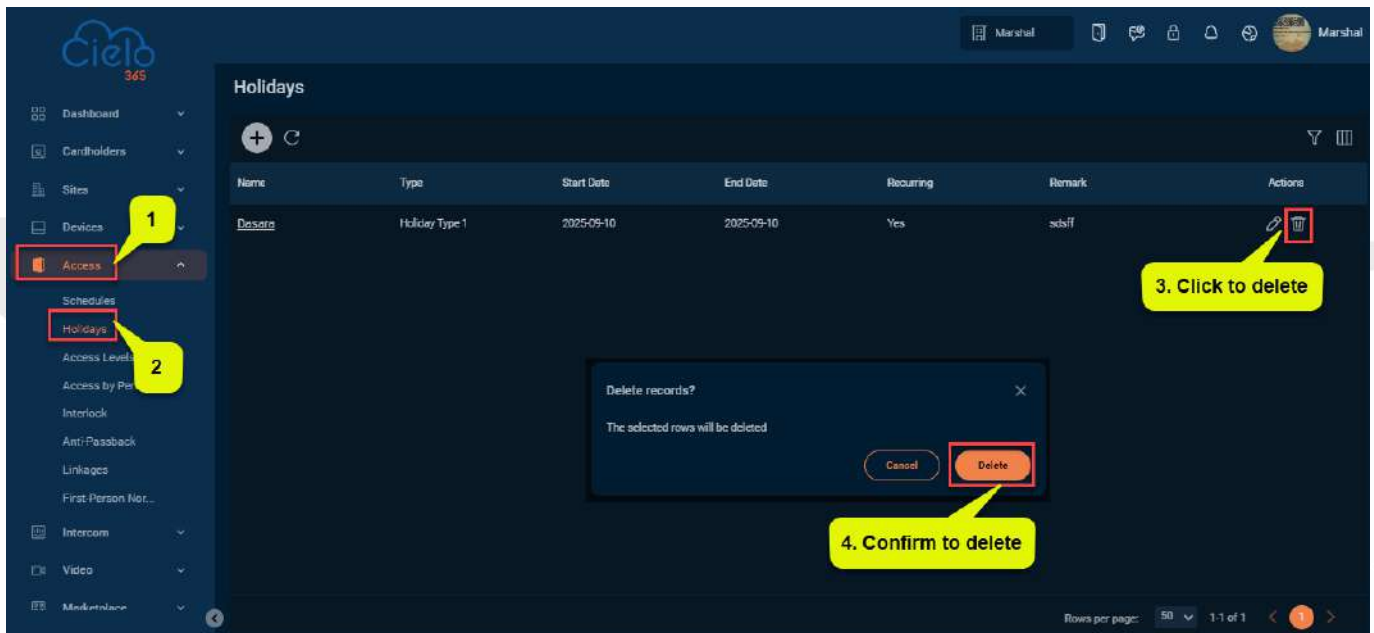 Cielo
365
Marshal
Marshal
Dashboard
Cardholders
Sites
Devices
1
Access
Schedules
Holidays
2
Access Levels
Access by Per
Interlock
Anti-Passback
Linkages
First-Person Nor...
Intercom
Video
Marketplace
Holidays
Name Type Start Date End Date Recurring Remark Actions
Dasara Holiday Type 1 2025-09-10 2025-09-10 Yes sdsff
3. Click to delete
Delete records?
The selected rows will be deleted
Cancel Delete
4. Confirm to delete
Rows per page: 50 1-1 of 1 1